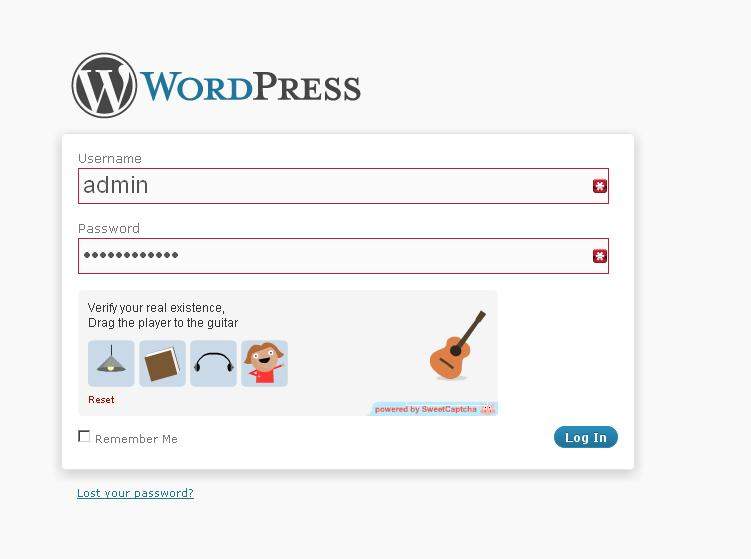 WORDPRESS
Username
admin
Password
Verify your real existence,
Drag the player to the guitar
Reset
powered by SweetCaptcha
Remember Me
Log In
Lost your password?